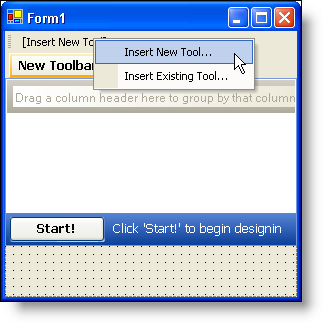 Form1
[Insert New Tool]
Insert New Tool...
Insert Existing Tool...
New Toolbar
Drag a column header here to group by that column
Start!
Click 'Start!' to begin designin